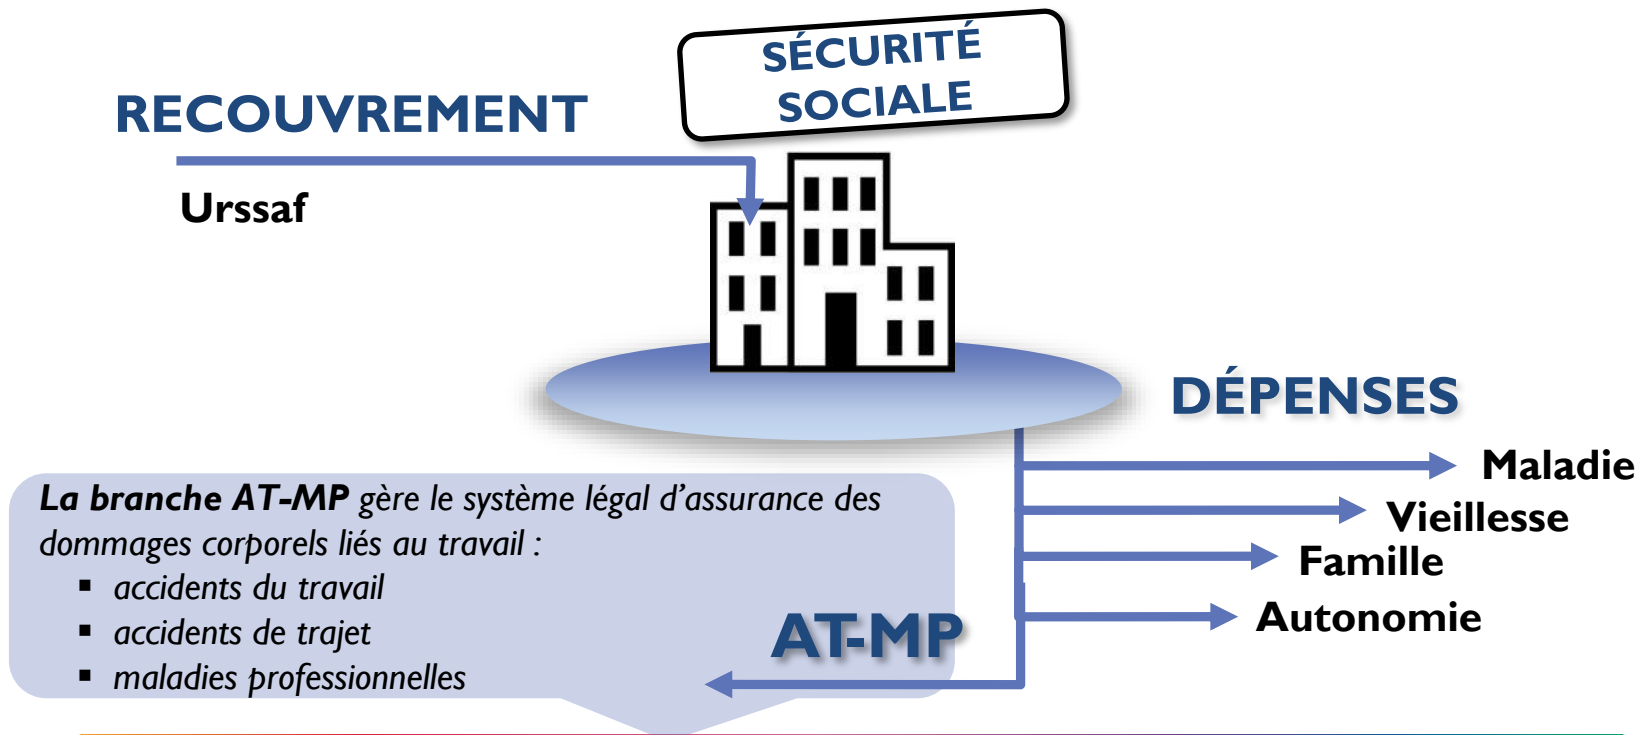 SÉCURITÉ
SOCIALE
RECOUVREMENT
Urssaf
DÉPENSES
Maladie
Vieillesse
Famille
Autonomie
La branche AT-MP gère le système légal d’assurance des
dommages corporels liés au travail :
▪ accidents du travail
▪ accidents de trajet
▪ maladies professionnelles
AT-MP